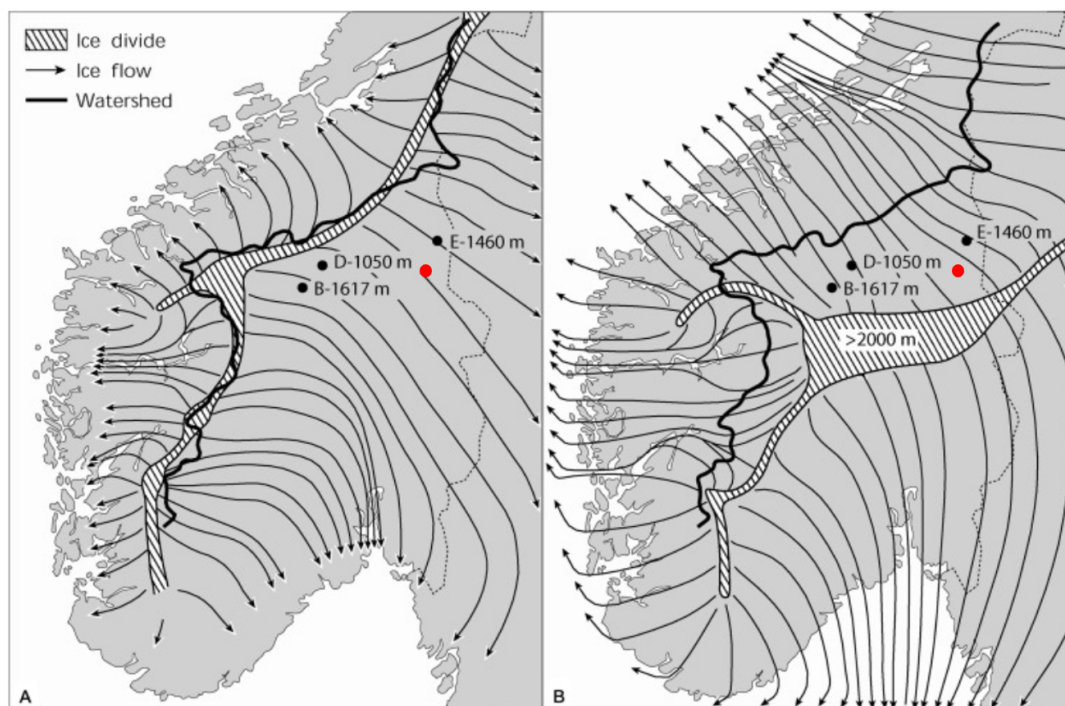 Ice divide
Ice flow
Watershed
E-1460 m
D-1050 m
B-1617 m
A
E-1460 m
D-1050 m
B-1617 m
>2000 m
B